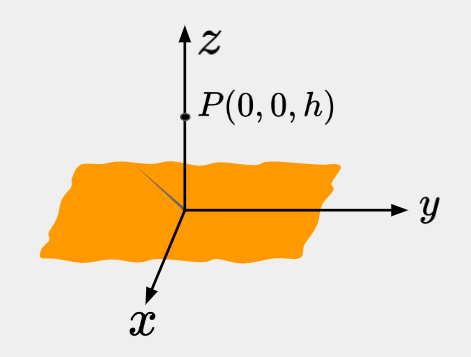 z
P(0, 0, h)
y
x